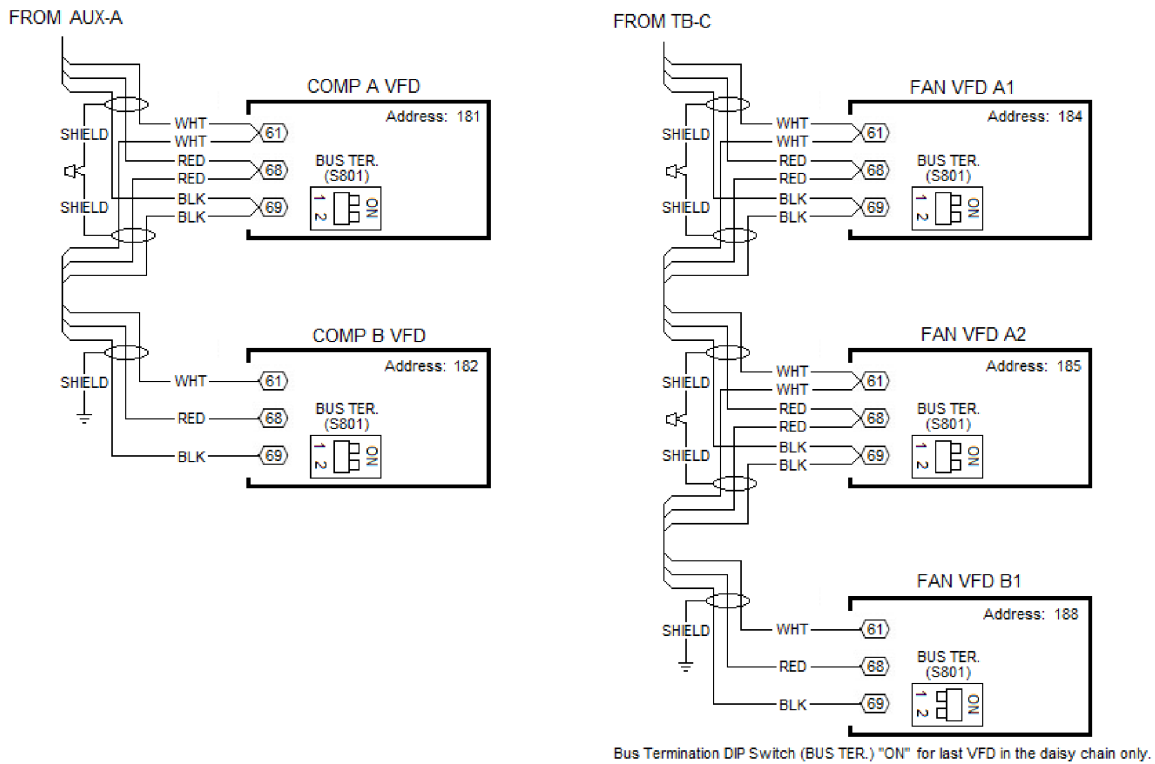 FROM AUX-A
COMP A VFD
Address: 181
SHIELD
WHT
61
WHT
RED
68
RED
BUS TER.
(S801)
1
2
ON
SHIELD
BLK
69
BLK
COMP B VFD
Address: 182
SHIELD
WHT
61
RED
68
BUS TER.
(S801)
1
2
ON
BLK
69
FROM TB-C
FAN VFD A1
Address: 184
SHIELD
WHT
61
WHT
RED
68
RED
BUS TER.
(S801)
1
2
ON
SHIELD
BLK
69
BLK
FAN VFD A2
Address: 185
SHIELD
WHT
61
WHT
RED
68
RED
BUS TER.
(S801)
1
2
ON
SHIELD
BLK
69
BLK
FAN VFD B1
Address: 188
SHIELD
WHT
61
RED
68
BUS TER.
(S801)
1
2
ON
BLK
69
Bus Termination DIP Switch (BUS TER.) "ON" for last VFD in the daisy chain only.